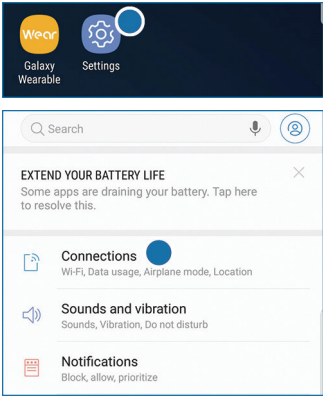 Wear
Galaxy
Wearable
Settings
Search
EXTEND YOUR BATTERY LIFE
Some apps are draining your battery. Tap here
to resolve this.
Connections
Wi-Fi, Data usage, Airplane mode, Location
Sounds and vibration
Sounds, Vibration, Do not disturb
Notifications
Block, allow, prioritize